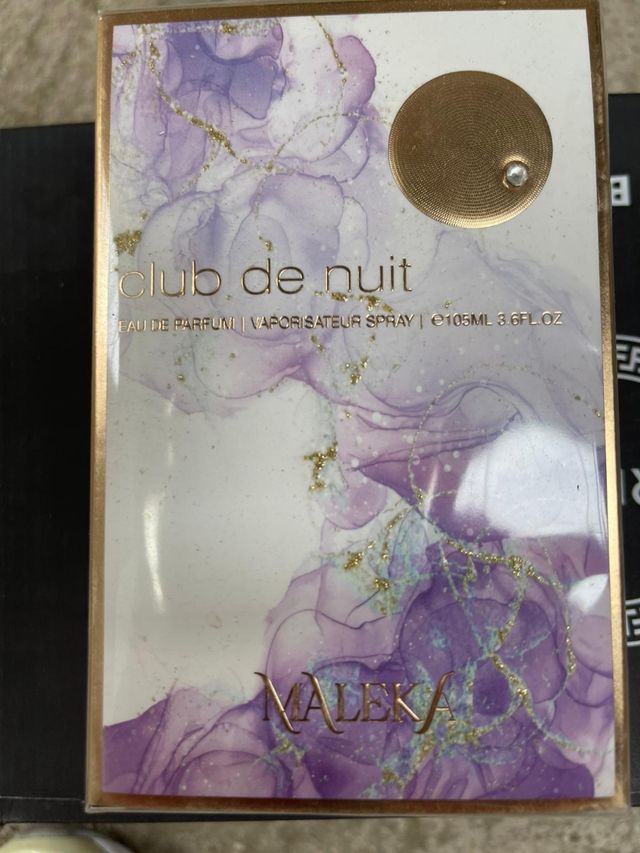 club de nuit
EAU DE PARFUM | VAPORISATEUR SPRAY | ℮105ML 3.6FL.OZ
MALEKA